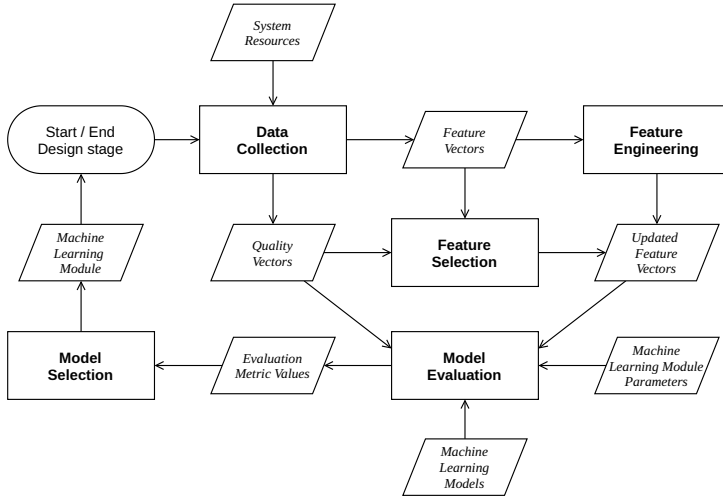 System
Resources
Start / End
Design stage
Data
Collection
Feature
Vectors
Feature
Engineering
Machine
Learning
Module
Quality
Vectors
Feature
Selection
Updated
Feature
Vectors
Model
Selection
Evaluation
Metric Values
Model
Evaluation
Machine
Learning Module
Parameters
Machine
Learning
Models